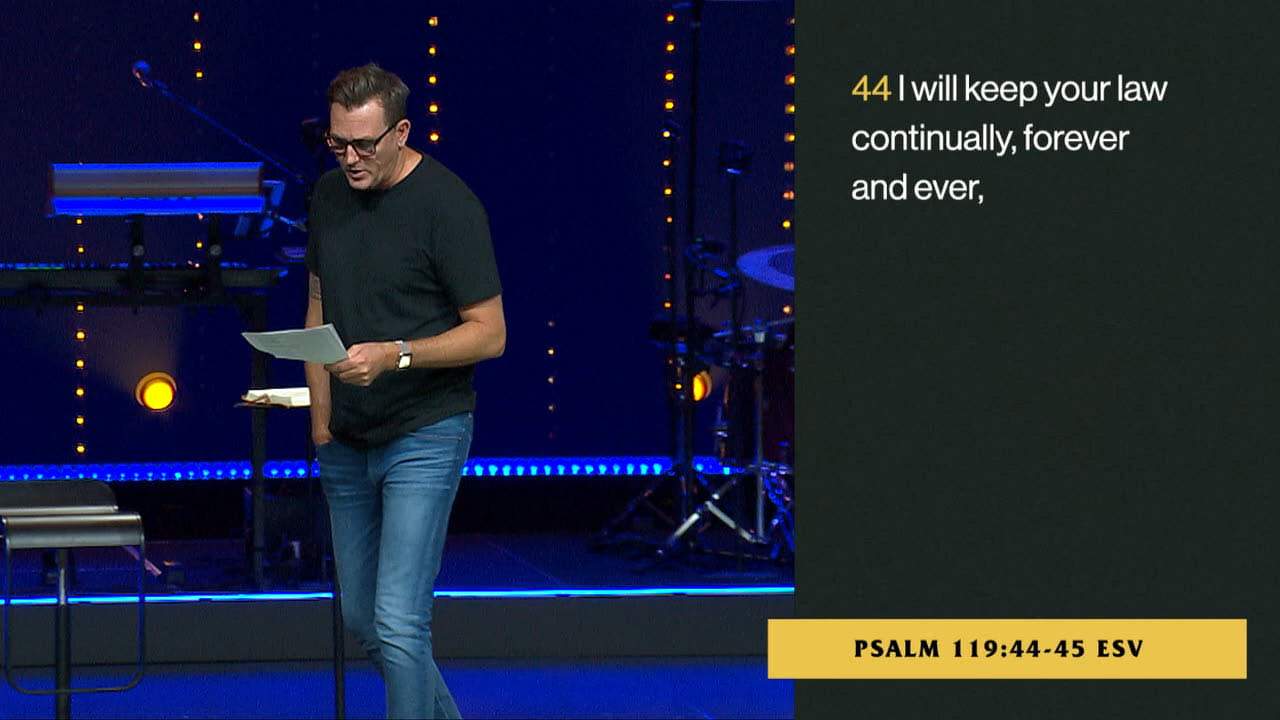 44 I will keep your law
continually, forever
and ever,
PSALM 119:44-45 ESV